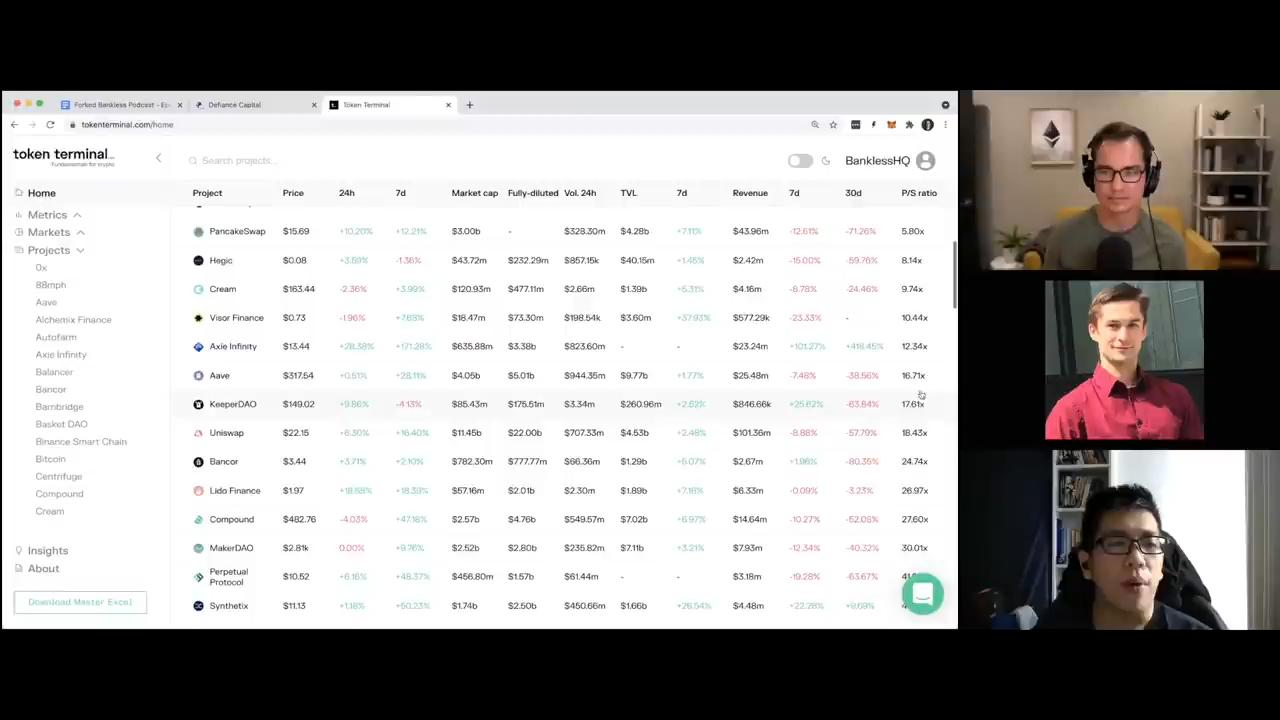 Forked Bankless Podcast - Ep
Defiance Capital
Token Terminal
tokenterminal.com/home
token terminal
Fundamentals for crypto
Search projects...
BanklessHQ
Home
Metrics
Markets
Projects
0x
88mph
Aave
Alchemix Finance
Autofarm
Axie Infinity
Balancer
Bancor
Barnbridge
Basket DAO
Binance Smart Chain
Bitcoin
Centrifuge
Compound
Cream
Insights
About
Download Master Excel
Project Price 24h 7d Market cap Fully-diluted Vol. 24h TVL 7d Revenue 7d 30d P/S ratio
PancakeSwap $15.69 +10.20% +12.21% $3.00b - $328.30m $4.28b +7.11% $43.96m -12.61% -71.26% 5.80x
Hegic $0.08 +3.59% -1.36% $43.72m $232.29m $857.15k $40.15m +1.45% $2.42m -15.00% -59.76% 8.14x
Cream $163.44 -2.36% +3.99% $120.93m $477.11m $2.66m $1.39b +5.31% $4.16m -8.78% -24.46% 9.74x
Visor Finance $0.73 -1.96% +7.63% $18.47m $73.30m $198.54k $3.60m +37.93% $577.29k -23.33% - 10.44x
Axie Infinity $13.44 +28.38% +171.28% $635.88m $3.38b $823.60m - - $23.24m +101.27% +418.45% 12.34x
Aave $317.54 +0.51% +28.11% $4.05b $5.01b $944.35m $9.77b +1.77% $25.48m -7.48% -38.56% 16.71x
KeeperDAO $149.02 +9.86% -4.13% $85.43m $175.51m $3.34m $260.96m +2.52% $846.66k +25.62% -63.84% 17.61x
Uniswap $22.15 +6.30% +16.40% $11.45b $22.00b $707.33m $4.53b +2.48% $101.36m -8.88% -57.79% 18.43x
Bancor $3.44 +3.71% +2.10% $782.30m $777.77m $66.36m $1.29b +5.07% $2.67m +1.96% -80.35% 24.74x
Lido Finance $1.97 +18.58% +18.39% $57.16m $2.01b $2.30m $1.89b +7.16% $6.33m -0.09% -3.23% 26.97x
Compound $482.76 -4.03% +47.18% $2.57b $4.76b $549.57m $7.02b +6.97% $14.64m -10.27% -52.08% 27.60x
MakerDAO $2.81k 0.00% +9.76% $2.52b $2.80b $235.82m $7.11b +3.21% $7.93m -12.34% -40.32% 30.01x
Perpetual
Protocol $10.52 +6.16% +48.37% $456.80m $1.57b $61.44m - - $3.18m -19.28% -63.67%
Synthetix $11.13 +1.18% +50.23% $1.74b $2.50b $450.66m $1.66b +26.54% $4.48m +22.28% +9.69%